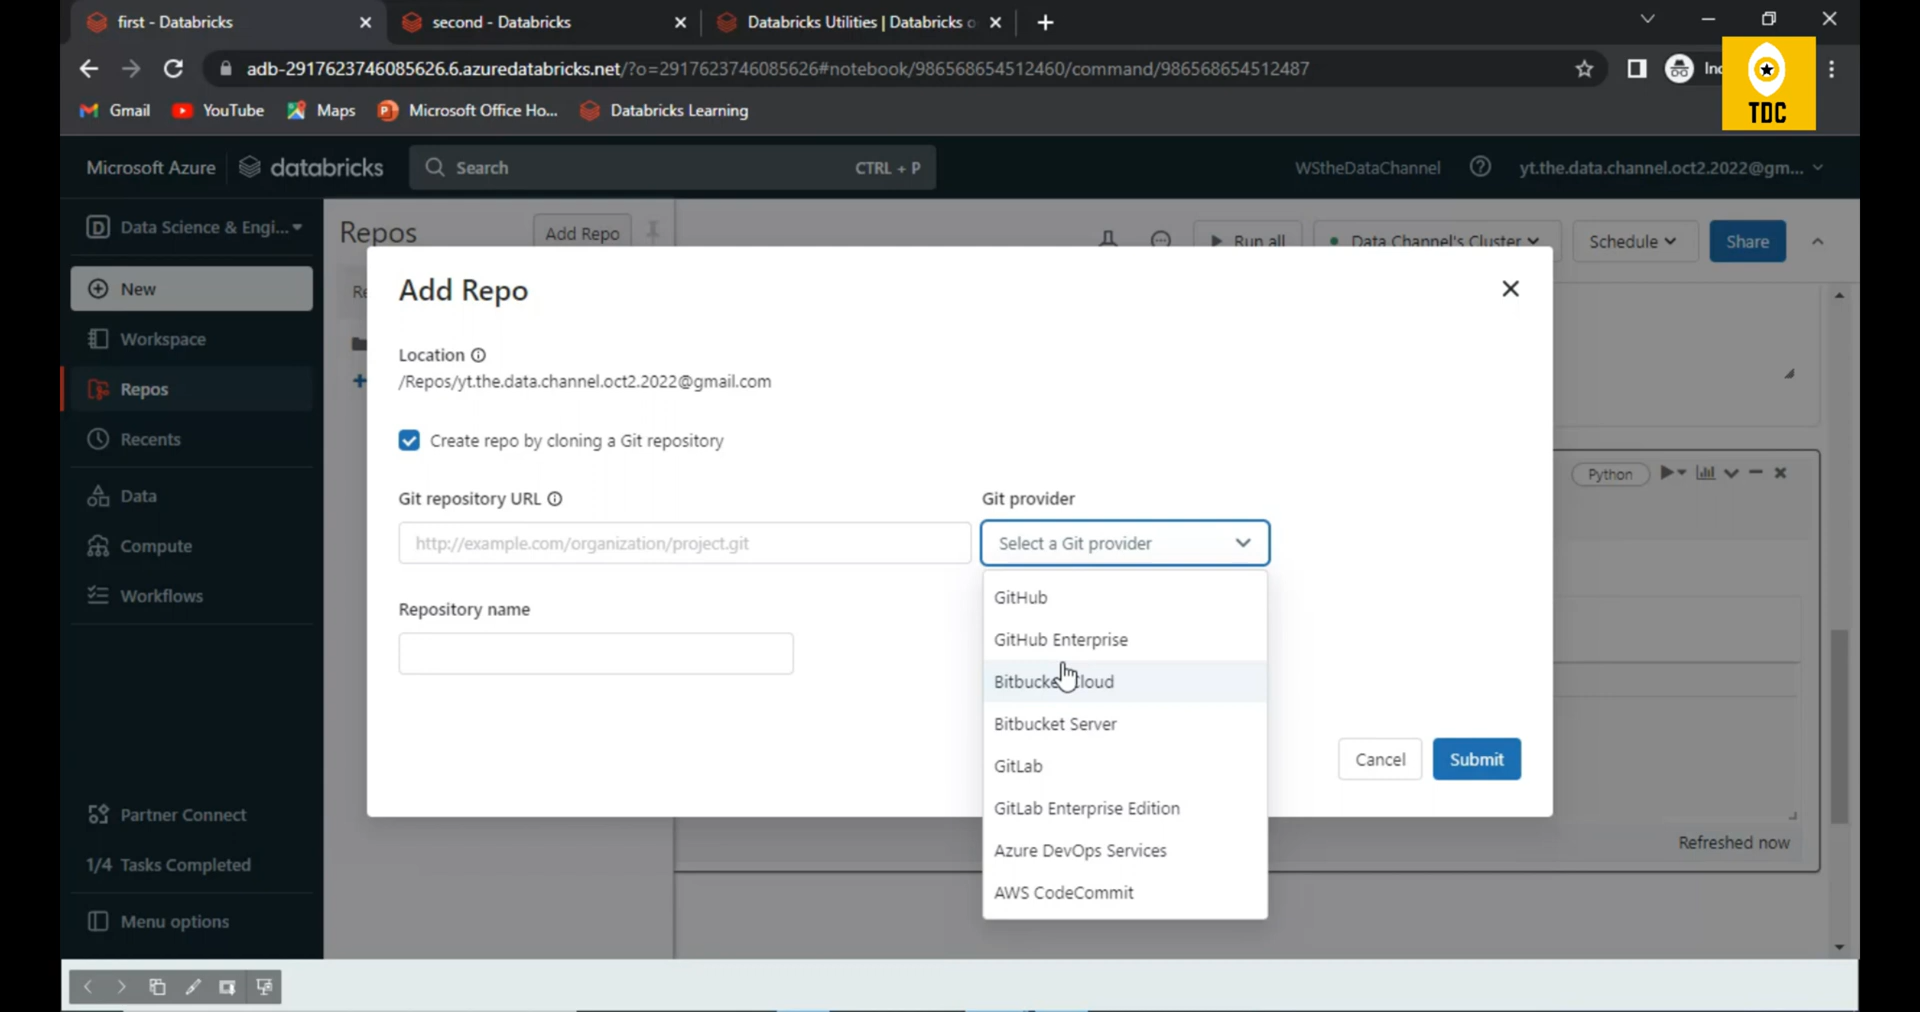 first - Databricks
second - Databricks
Databricks Utilities | Databricks o
adb-2917623746085626.6.azuredatabricks.net/?o=2917623746085626#notebook/986568654512460/command/986568654512487
TDC
Gmail
YouTube
Maps
Microsoft Office Ho...
Databricks Learning
Microsoft Azure
databricks
Search
CTRL + P
WStheDataChannel
yt.the.data.channel.oct2.2022@gm...
Data Science & Engi...
Repos
Add Repo
Run all
Data Channel's Cluster
Schedule
Share
New
Workspace
Repos
Recents
Data
Compute
Workflows
Partner Connect
1/4 Tasks Completed
Menu options
Add Repo
Location
/Repos/yt.the.data.channel.oct2.2022@gmail.com
Create repo by cloning a Git repository
Git repository URL
Git provider
http://example.com/organization/project.git
Select a Git provider
Repository name
GitHub
GitHub Enterprise
Bitbucket Cloud
Bitbucket Server
GitLab
GitLab Enterprise Edition
Azure DevOps Services
AWS CodeCommit
Cancel
Submit
Python
Refreshed now